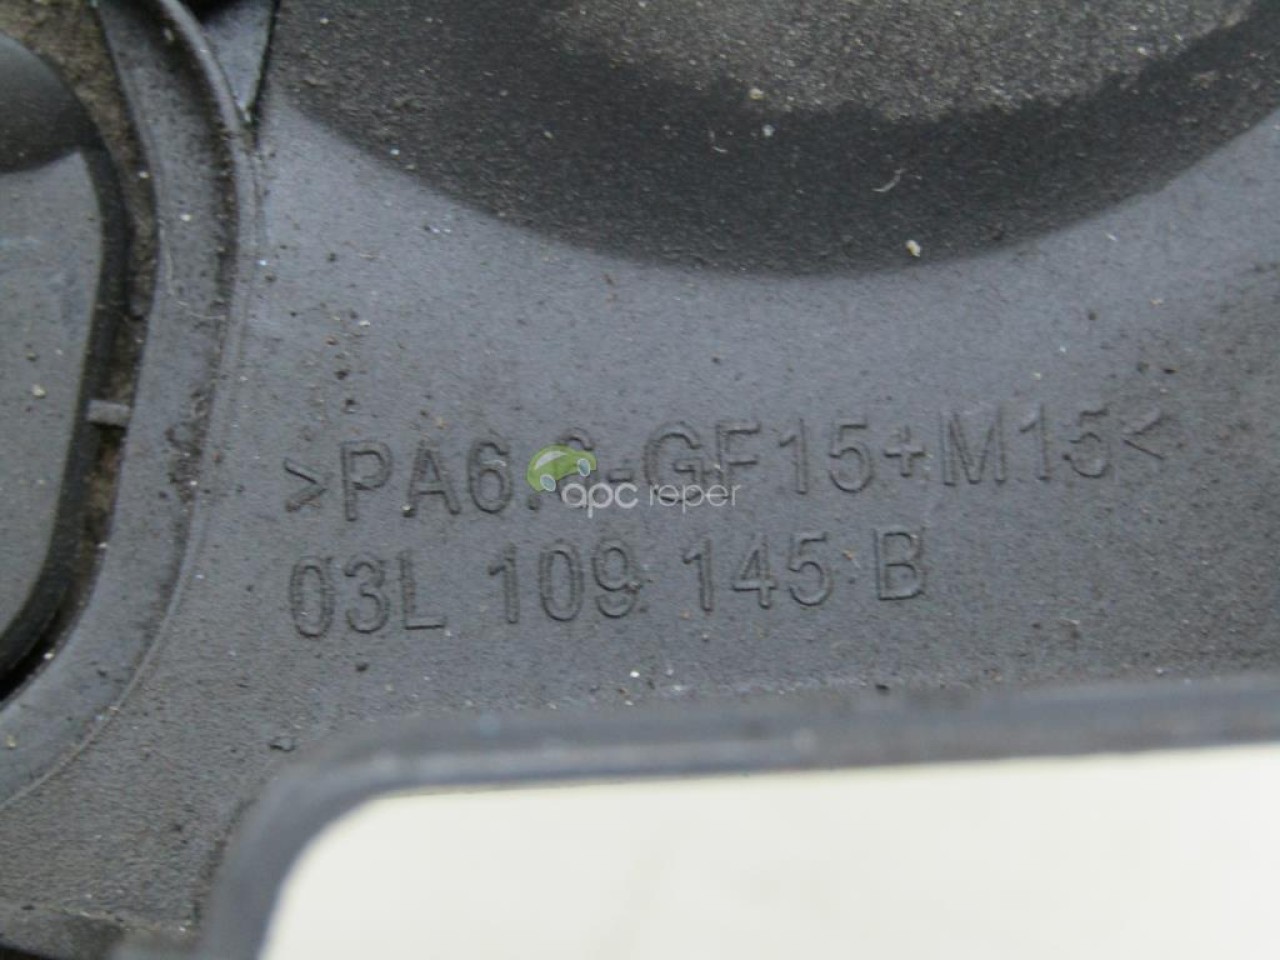 >PA6.6-GF15+M15<
apc reper
03L 109 145 B